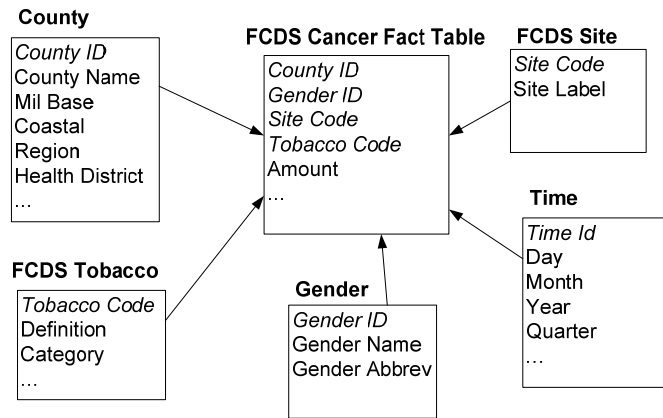 County
County ID
County Name
Mil Base
Coastal
Region
Health District
...
FCDS Cancer Fact Table
County ID
Gender ID
Site Code
Tobacco Code
Amount
...
FCDS Site
Site Code
Site Label
FCDS Tobacco
Tobacco Code
Definition
Category
...
Gender
Gender ID
Gender Name
Gender Abbrev
Time
Time Id
Day
Month
Year
Quarter
...